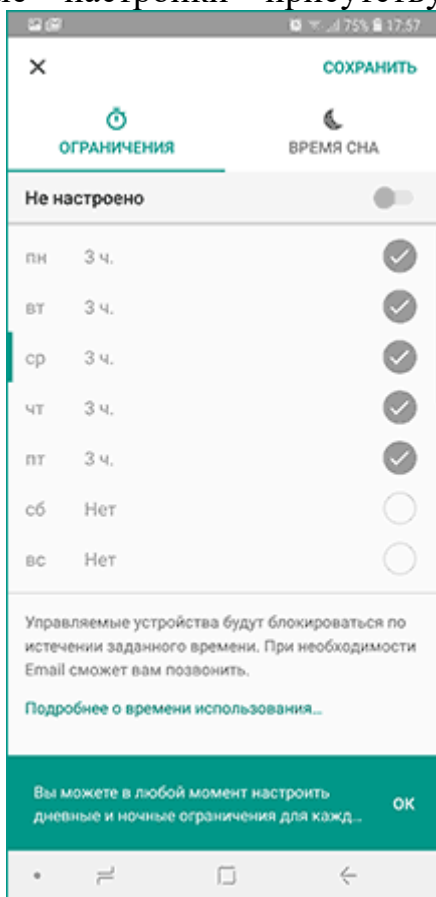 е настройки присутству
75% 17:57
СОХРАНИТЬ
ОГРАНИЧЕНИЯ ВРЕМЯ СНА
Не настроено
пн 3 ч.
вт 3 ч.
ср 3 ч.
чт 3 ч.
пт 3 ч.
сб Нет
вс Нет
Управляемые устройства будут блокироваться по
истечении заданного времени. При необходимости
Email сможет вам позвонить.
Подробнее о времени использования…
Вы можете в любой момент настроить
дневные и ночные ограничения для кажд…
ОК